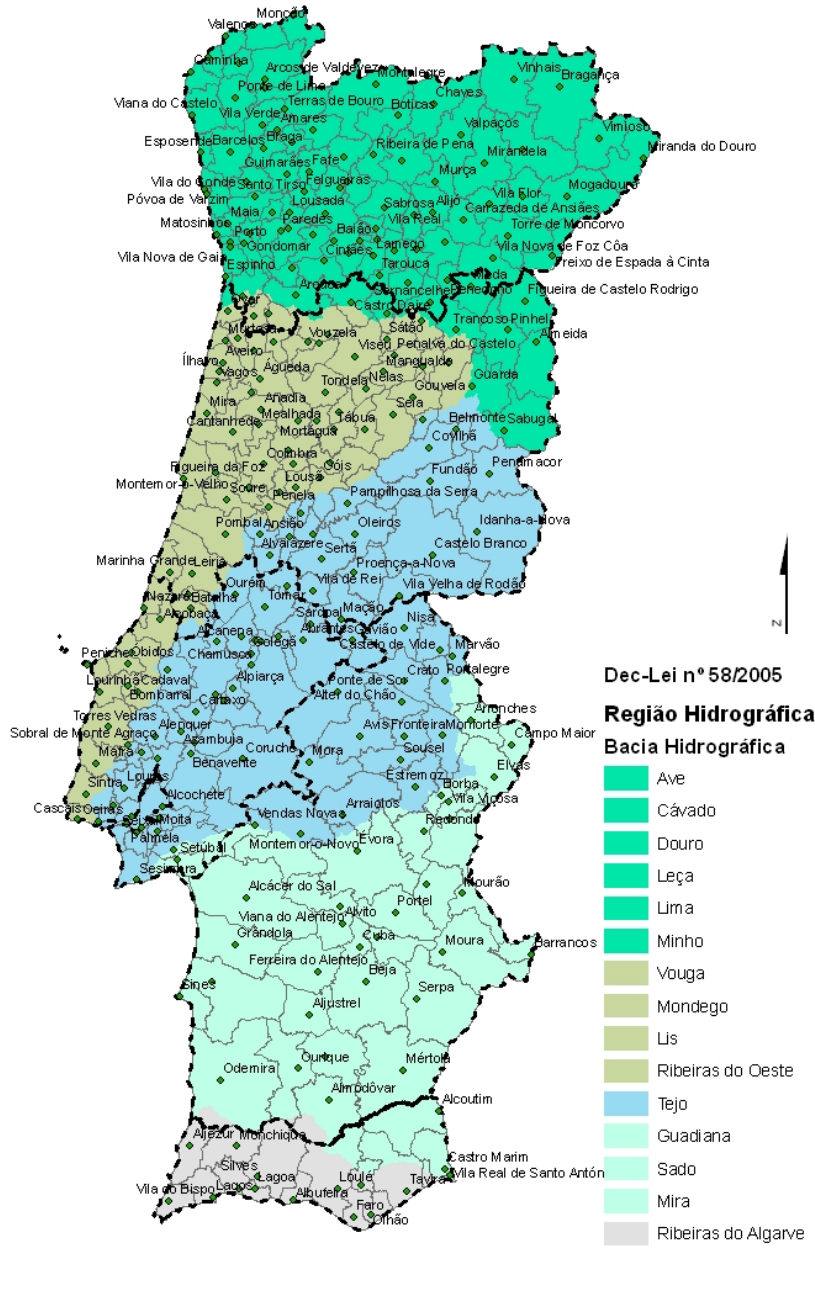 Monção
Valença
Caminha
Arcos de Valdevez
Montalegre
Vinhais
Bragança
Ponte de Lima
Chaves
Viana do Castelo
Terras de Bouro
Boticas
Vila Verde
Amares
Valpaços
Vimioso
Esposende
Barcelos
Braga
Ribeira de Pena
Mirandela
Miranda do Douro
Guimarães
Fafe
Murça
Vila do Conde
Santo Tirso
Felgueiras
Mogadouro
Póvoa de Varzim
Lousada
Sabrosa
Alijó
Vila Flor
Carrazeda de Ansiães
Maia
Paredes
Vila Real
Matosinhos
Porto
Baião
Torre de Moncorvo
Gondomar
Cinfães
Lamego
Vila Nova de Foz Côa
Vila Nova de Gaia
Espinho
Tarouca
Freixo de Espada à Cinta
Meda
Arouca
Sernancelhe
Penedono
Figueira de Castelo Rodrigo
Ovar
Castro Daire
Trancoso
Pinhel
Murtosa
Vouzela
Sátão
Almeida
Aveiro
Viseu
Penalva do Castelo
Ílhavo
Vagos
Águeda
Mangualde
Guarda
Tondela
Nelas
Gouveia
Mira
Anadia
Seia
Cantanhede
Mealhada
Tábua
Belmonte
Sabugal
Mortágua
Covilhã
Coimbra
Figueira da Foz
Góis
Fundão
Penamacor
Montemor-o-Velho
Soure
Lousã
Penela
Pampilhosa da Serra
Pombal
Ansião
Oleiros
Idanha-a-Nova
Alvaiázere
Sertã
Castelo Branco
Marinha Grande
Leiria
Proença-a-Nova
Ourém
Vila de Rei
Vila Velha de Rodão
Nazaré
Batalha
Tomar
Alcobaça
Sardoal
Mação
Nisa
Alcanena
Abrantes
Gavião
Golegã
Castelo de Vide
Marvão
Peniche
Óbidos
Chamusca
Crato
Portalegre
Lourinhã
Cadaval
Alpiarça
Ponte de Sor
Bombarral
Cartaxo
Alter do Chão
Arronches
Torres Vedras
Alenquer
Avis
Fronteira
Monforte
Sobral de Monte Agraço
Azambuja
Campo Maior
Mafra
Coruche
Mora
Sousel
Benavente
Loures
Elvas
Sintra
Estremoz
Alcochete
Borba
Vila Viçosa
Cascais
Oeiras
Seixal
Moita
Vendas Novas
Arraiolos
Redondo
Palmela
Setúbal
Montemor-o-Novo
Évora
Sesimbra
Alcácer do Sal
Mourão
Portel
Viana do Alentejo
Alvito
Grândola
Cuba
Moura
Barrancos
Ferreira do Alentejo
Beja
Sines
Serpa
Aljustrel
Odemira
Ourique
Mértola
Almodôvar
Alcoutim
Aljezur
Monchique
Castro Marim
Silves
Vila Real de Santo Antón
Lagoa
Loulé
Vila do Bispo
Lagos
Albufeira
Tavira
Faro
Olhão
N
Dec-Lei nº 58/2005
Região Hidrográfica
Bacia Hidrográfica
Ave
Cávado
Douro
Leça
Lima
Minho
Vouga
Mondego
Lis
Ribeiras do Oeste
Tejo
Guadiana
Sado
Mira
Ribeiras do Algarve